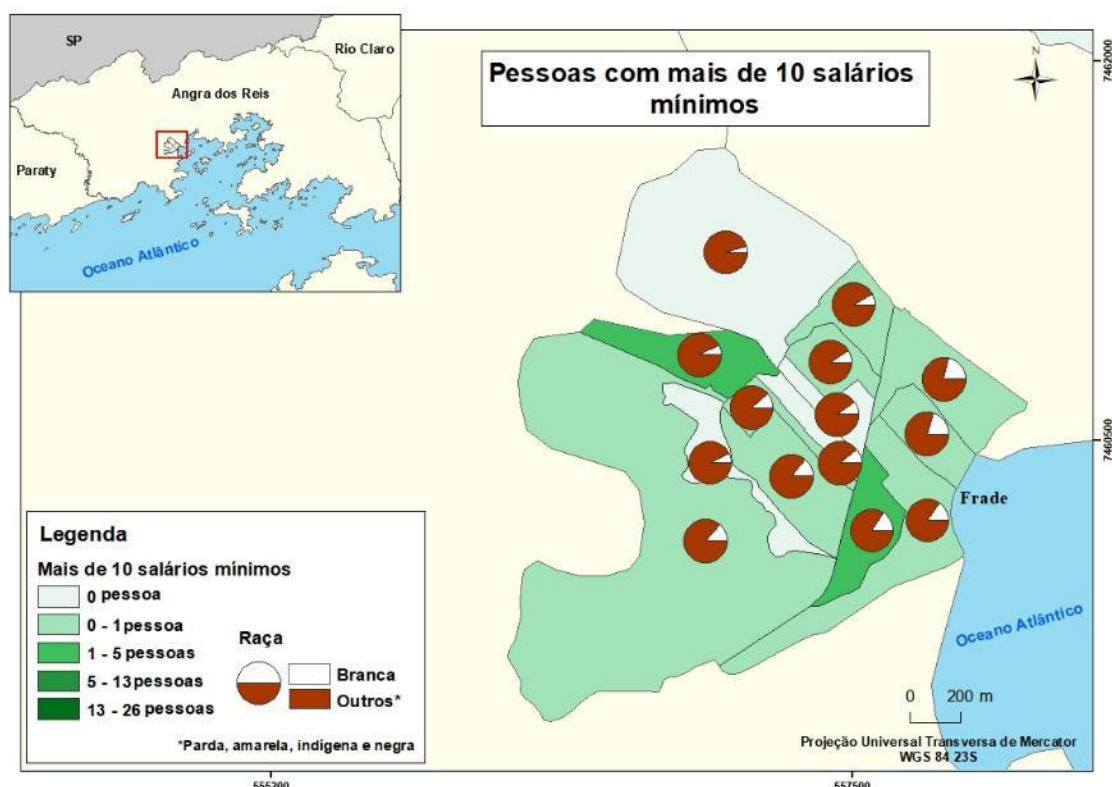 SP
Rio Claro
Angra dos Reis
Paraty
Oceano Atlântico
Pessoas com mais de 10 salários
mínimos
N
7462000
7460500
Frade
Oceano Atlântico
Legenda
Mais de 10 salários mínimos
0 pessoa
0 - 1 pessoa
1 - 5 pessoas
5 - 13 pessoas
13 - 26 pessoas
Raça
Branca
Outros*
*Parda, amarela, indígena e negra
0 200 m
Projeção Universal Transversa de Mercator
WGS 84 23S
557500